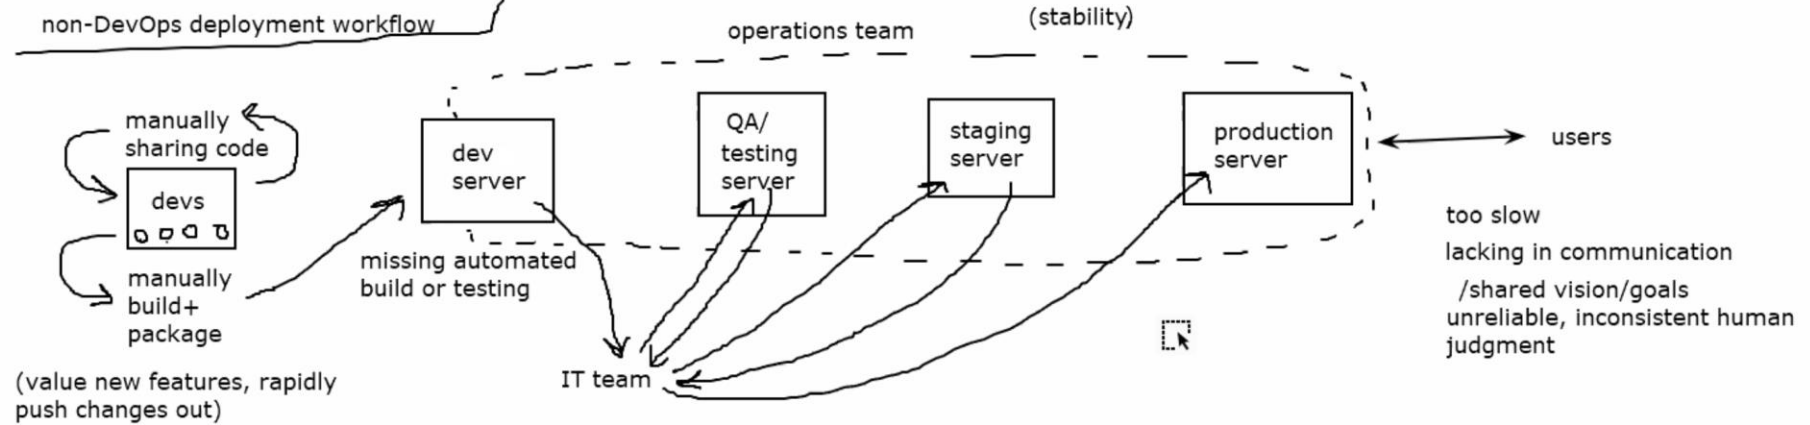 non-DevOps deployment workflow
operations team
(stability)
manually
sharing code
devs
manually
build+
package
(value new features, rapidly
push changes out)
dev
server
missing automated
build or testing
IT team
QA/
testing
server
staging
server
production
server
users
too slow
lacking in communication
/shared vision/goals
unreliable, inconsistent human
judgment